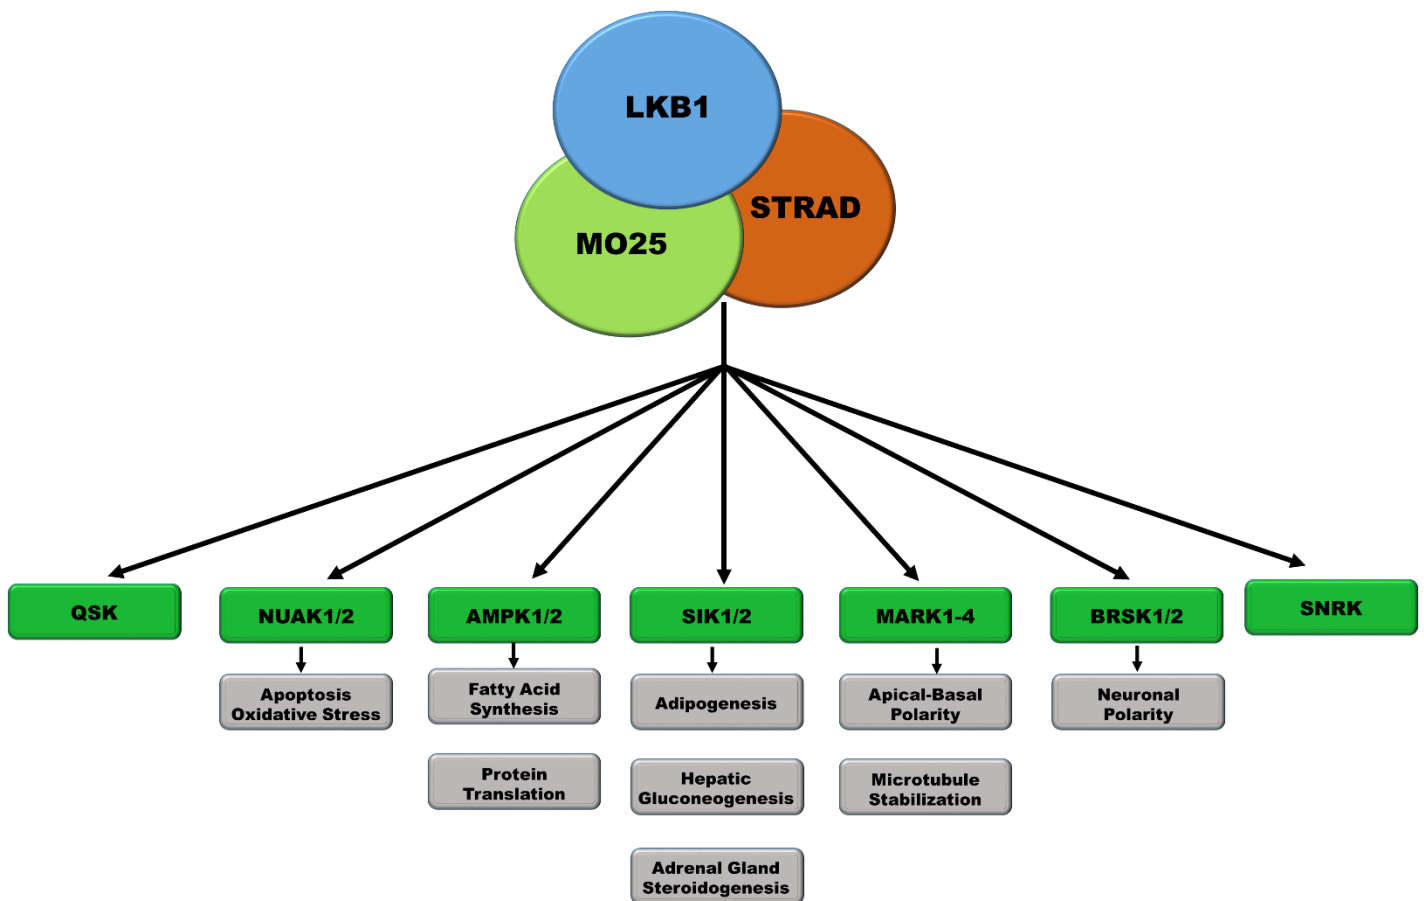 LKB1
STRAD
MO25
QSK
NUAK1/2
AMPK1/2
SIK1/2
MARK1-4
BRSK1/2
SNRK
Apoptosis
Oxidative Stress
Fatty Acid
Synthesis
Adipogenesis
Apical-Basal
Polarity
Neuronal
Polarity
Protein
Translation
Hepatic
Gluconeogenesis
Microtubule
Stabilization
Adrenal Gland
Steroidogenesis